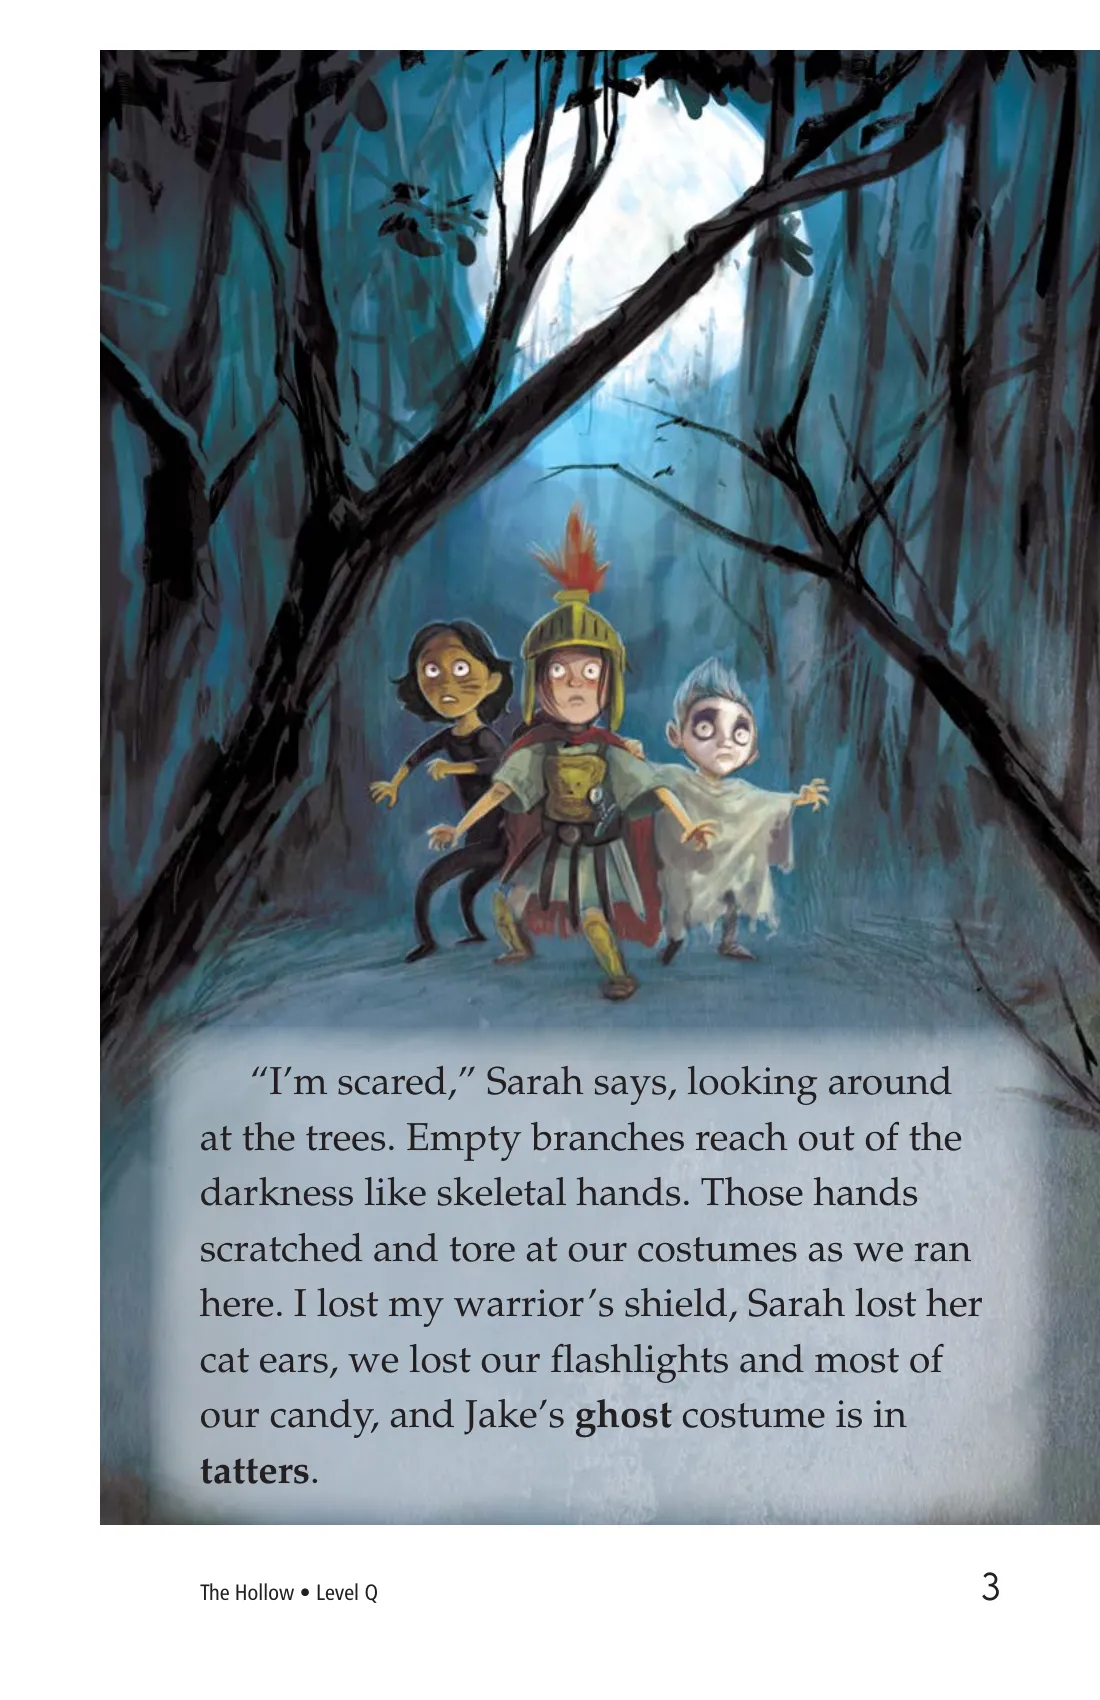 “I’m scared,” Sarah says, looking around
at the trees. Empty branches reach out of the
darkness like skeletal hands. Those hands
scratched and tore at our costumes as we ran
here. I lost my warrior’s shield, Sarah lost her
cat ears, we lost our flashlights and most of
our candy, and Jake’s ghost costume is in
tatters.
The Hollow • Level Q
3